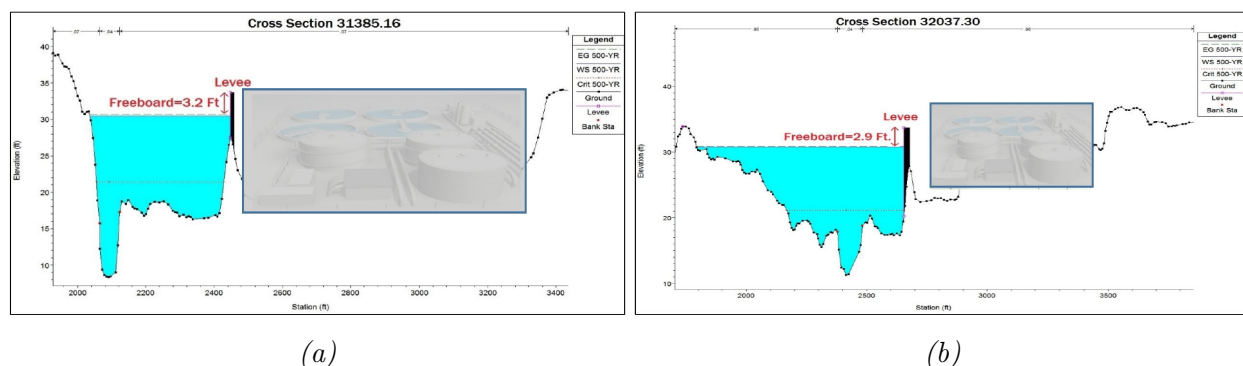 Cross Section 31385.16
.07
.04
.07
Legend
EG 500-YR
WS 500-YR
Crit 500-YR
Ground
Levee
Bank Sta
Levee
Freeboard=3.2 Ft
Elevation (ft)
40
35
30
25
20
15
10
2000
2200
2400
2600
2800
3000
3200
3400
Station (ft)
(a)
Cross Section 32037.30
.04
Legend
EG 500-YR
WS 500-YR
Crit 500-YR
Ground
Levee
Bank Sta
Levee
Freeboard=2.9 Ft.
Elevation (ft)
40
30
20
10
2000
2500
3000
3500
Station (ft)
(b)